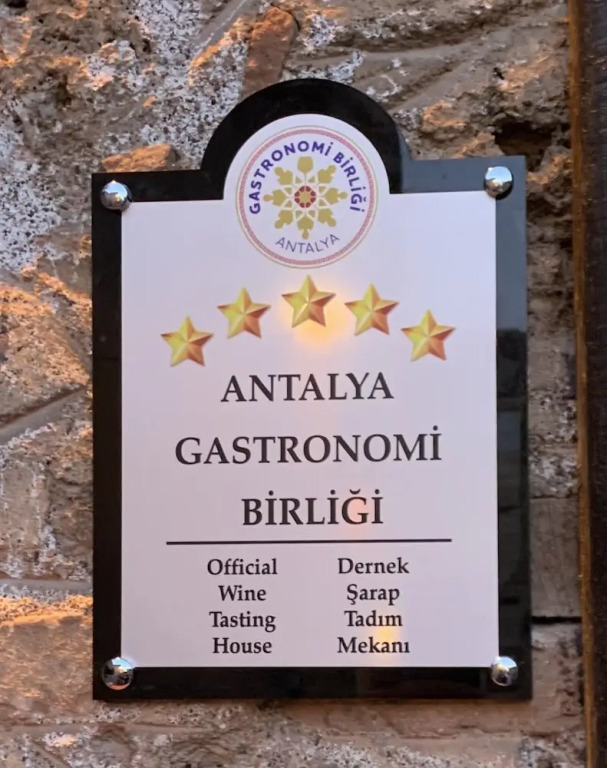 GASTRONOMİ BİRLİĞİ
ANTALYA
ANTALYA
GASTRONOMİ
BİRLİĞİ
Official
Wine
Tasting
House
Dernek
Şarap
Tadım
Mekanı